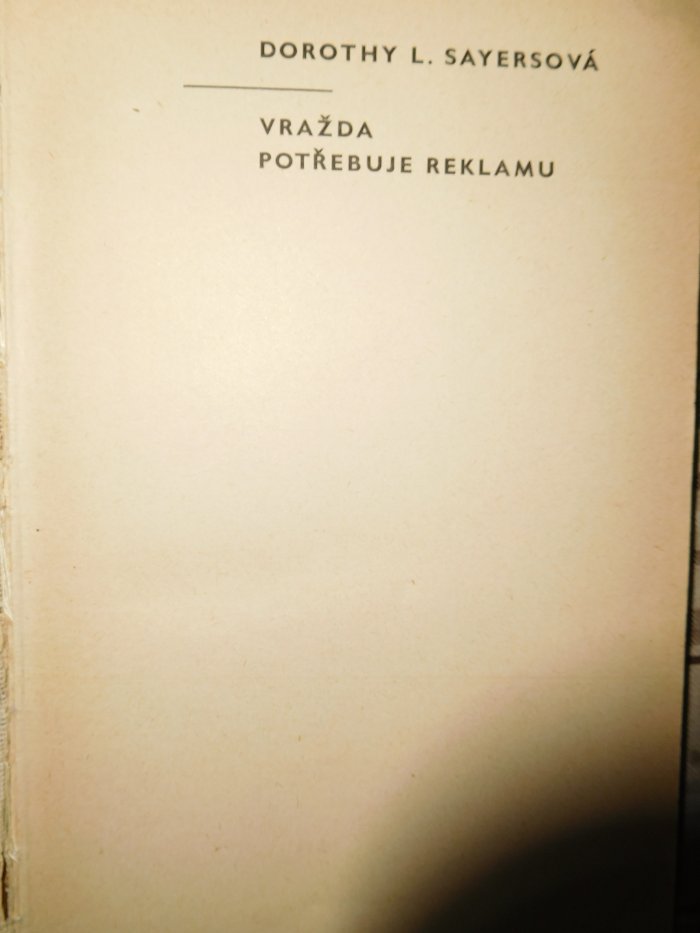 DOROTHY L. SAYERSOVÁ
VRAŽDA
POTŘEBUJE REKLAMU